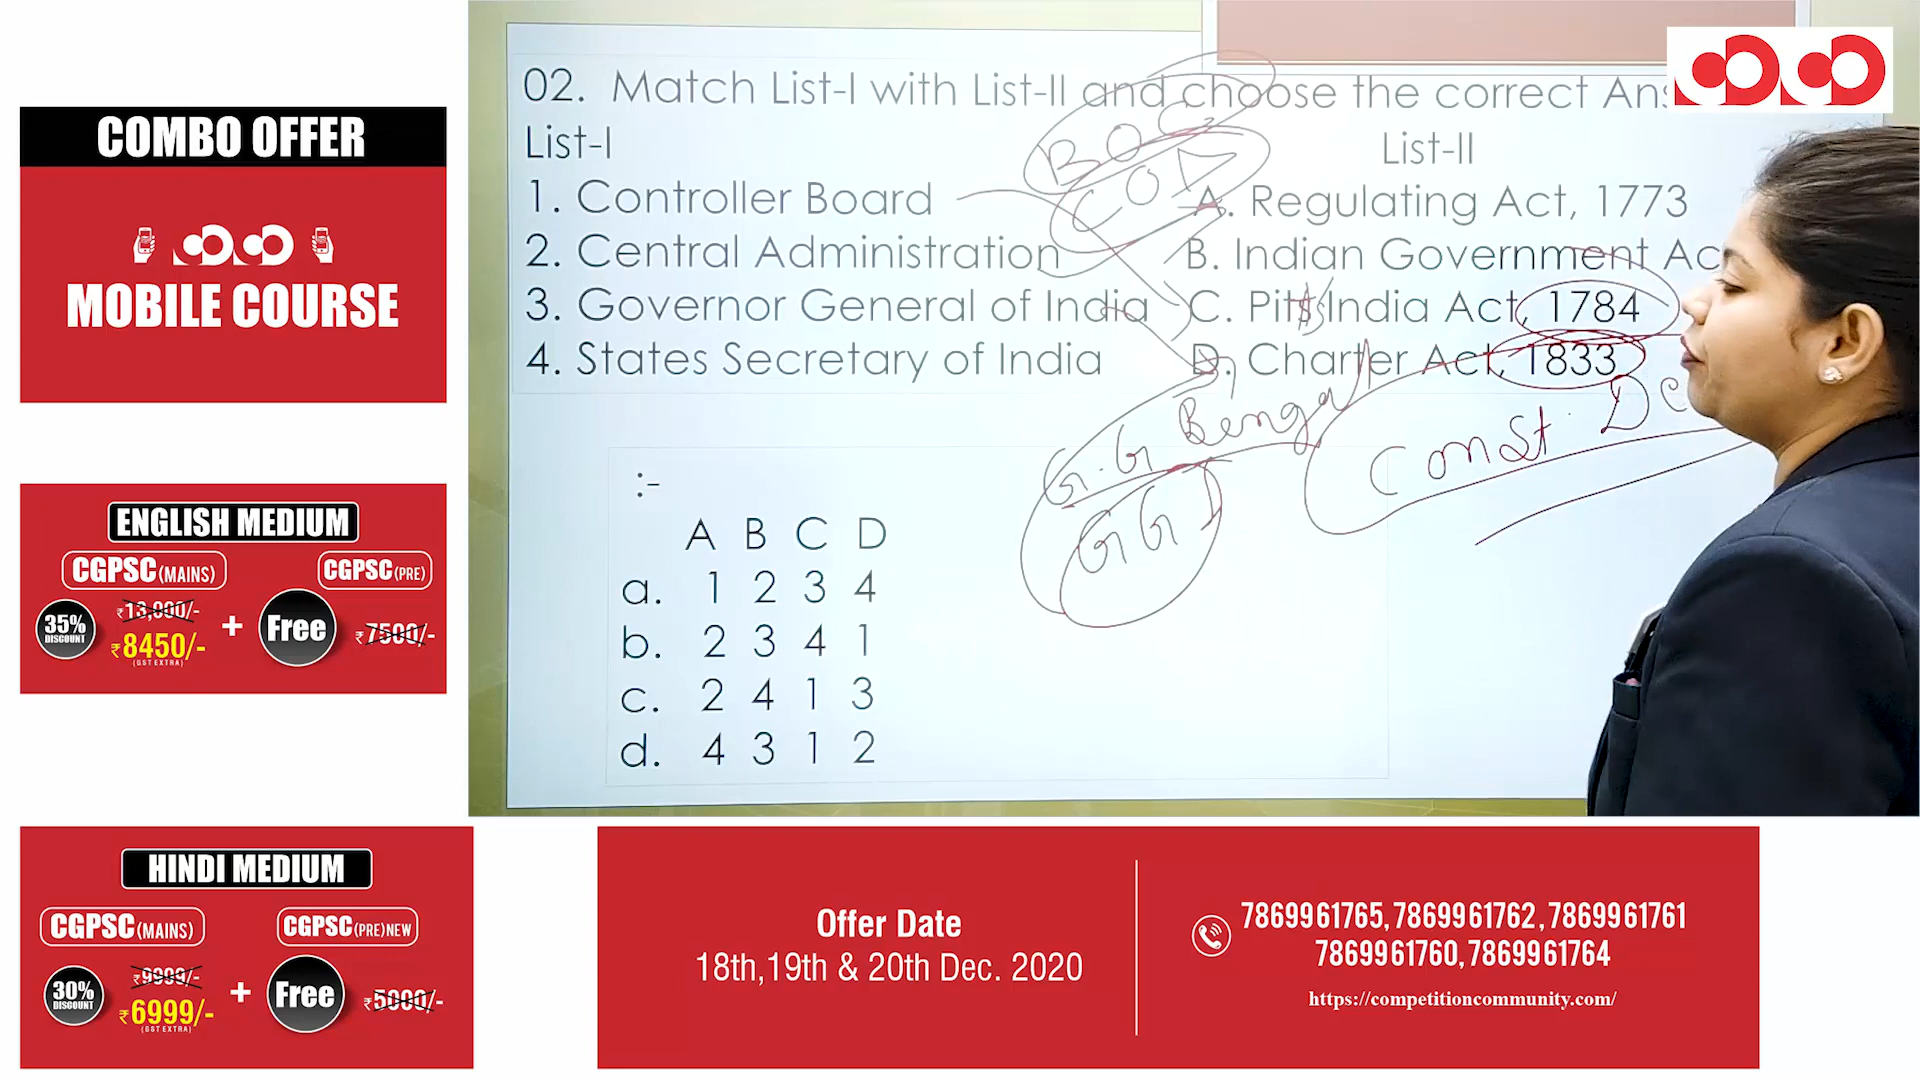 COMBO OFFER
MOBILE COURSE
ENGLISH MEDIUM
CGPSC(MAINS)
CGPSC(PRE)
35% DISCOUNT
₹13,000/-
₹8450/-
(GST EXTRA)
+
Free
₹7500/-
HINDI MEDIUM
CGPSC(MAINS)
CGPSC(PRE)NEW
30% DISCOUNT
₹9999/-
₹6999/-
(GST EXTRA)
+
Free
₹5000/-
02. Match List-I with List-II and choose the correct Ans
List-I List-II
1. Controller Board A. Regulating Act, 1773
2. Central Administration B. Indian Government Ac
3. Governor General of India C. Pitts India Act, 1784
4. States Secretary of India D. Charter Act, 1833
BOC
COD
G.G Bengal
GGI
Const. De
:-
A B C D
a. 1 2 3 4
b. 2 3 4 1
c. 2 4 1 3
d. 4 3 1 2
Offer Date
18th,19th & 20th Dec. 2020
7869961765, 7869961762, 7869961761
7869961760, 7869961764
https://competitioncommunity.com/